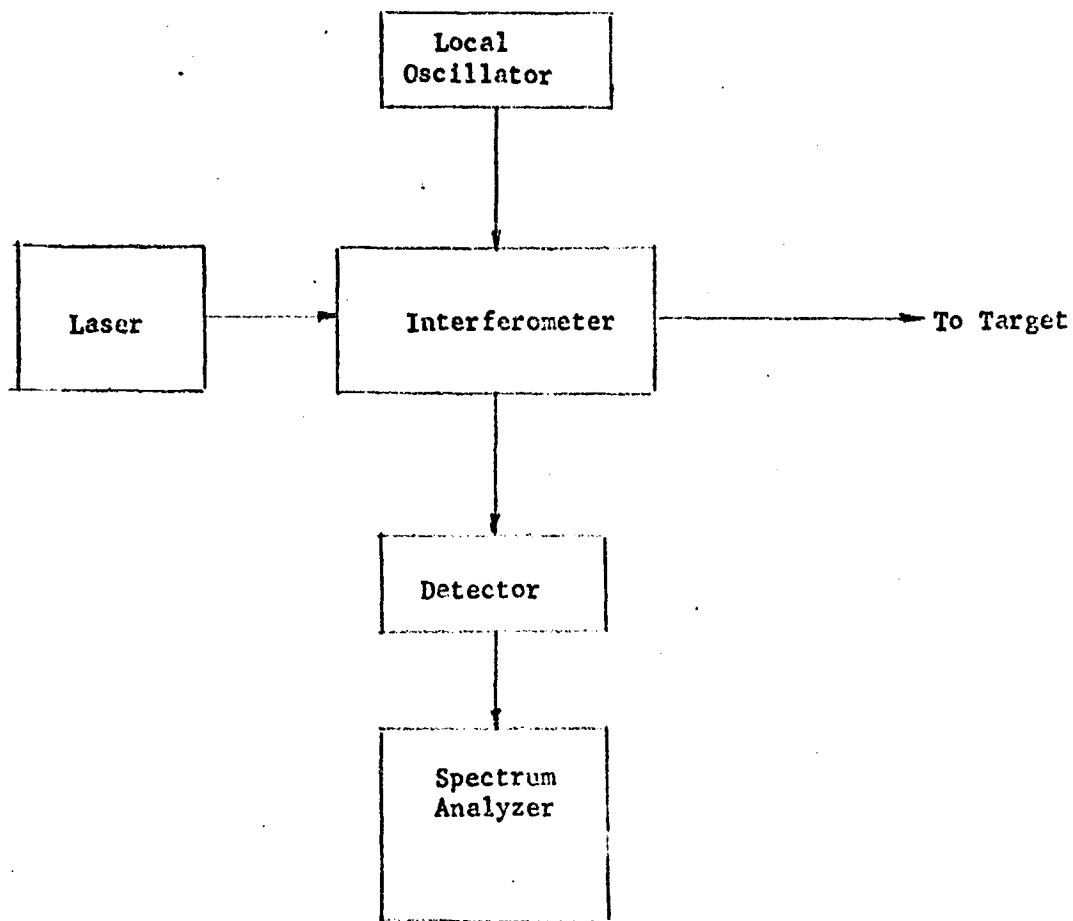 Local
Oscillator
Laser
Interferometer
To Target
Detector
Spectrum
Analyzer